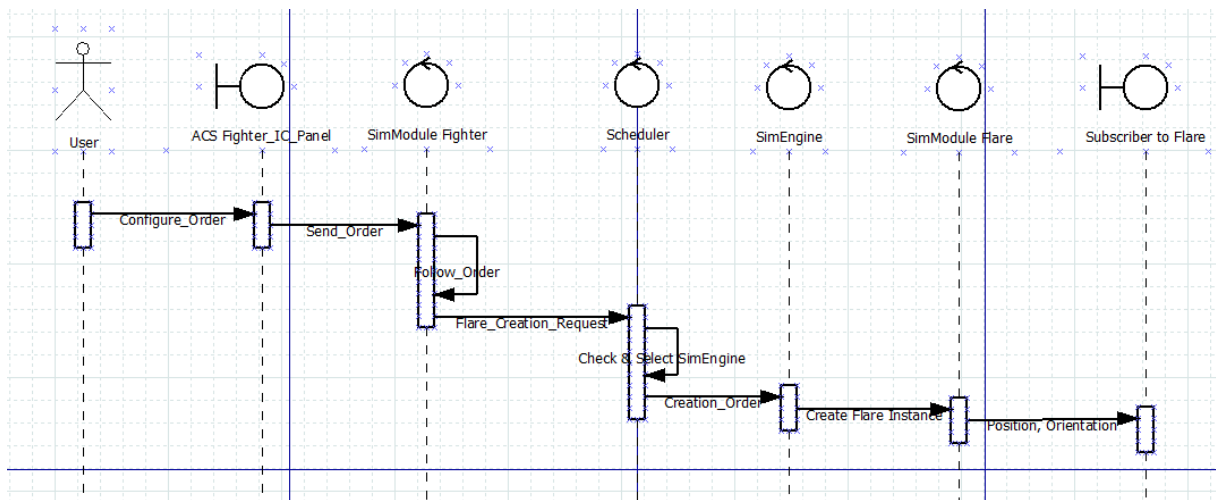 User
ACS Fighter_IC_Panel
SimModule Fighter
Scheduler
SimEngine
SimModule Flare
Subscriber to Flare
Configure_Order
Send_Order
Follow_Order
Flare_Creation_Request
Check & Select SimEngine
Creation_Order
Create Flare Instance
Position, Orientation